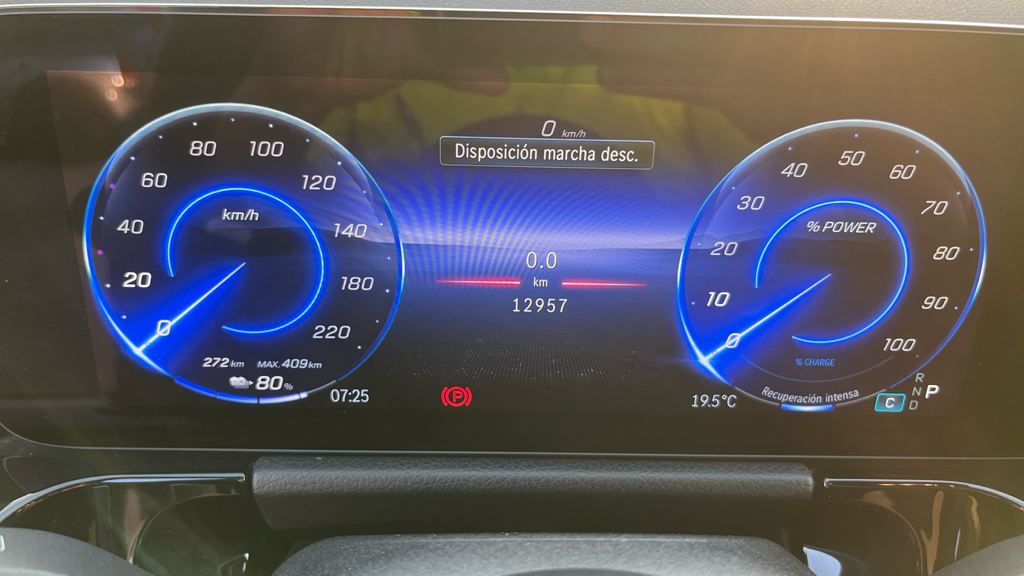 0 km/h
Disposición marcha desc.
0.0
km
12957
km/h
0
20
40
60
80
100
120
140
180
220
272 km MAX. 409 km
80 %
07:25
P
% POWER
0
10
20
30
40
50
60
70
80
90
100
% CHARGE
Recuperación intensa
19.5°C
C
R
N
D
P